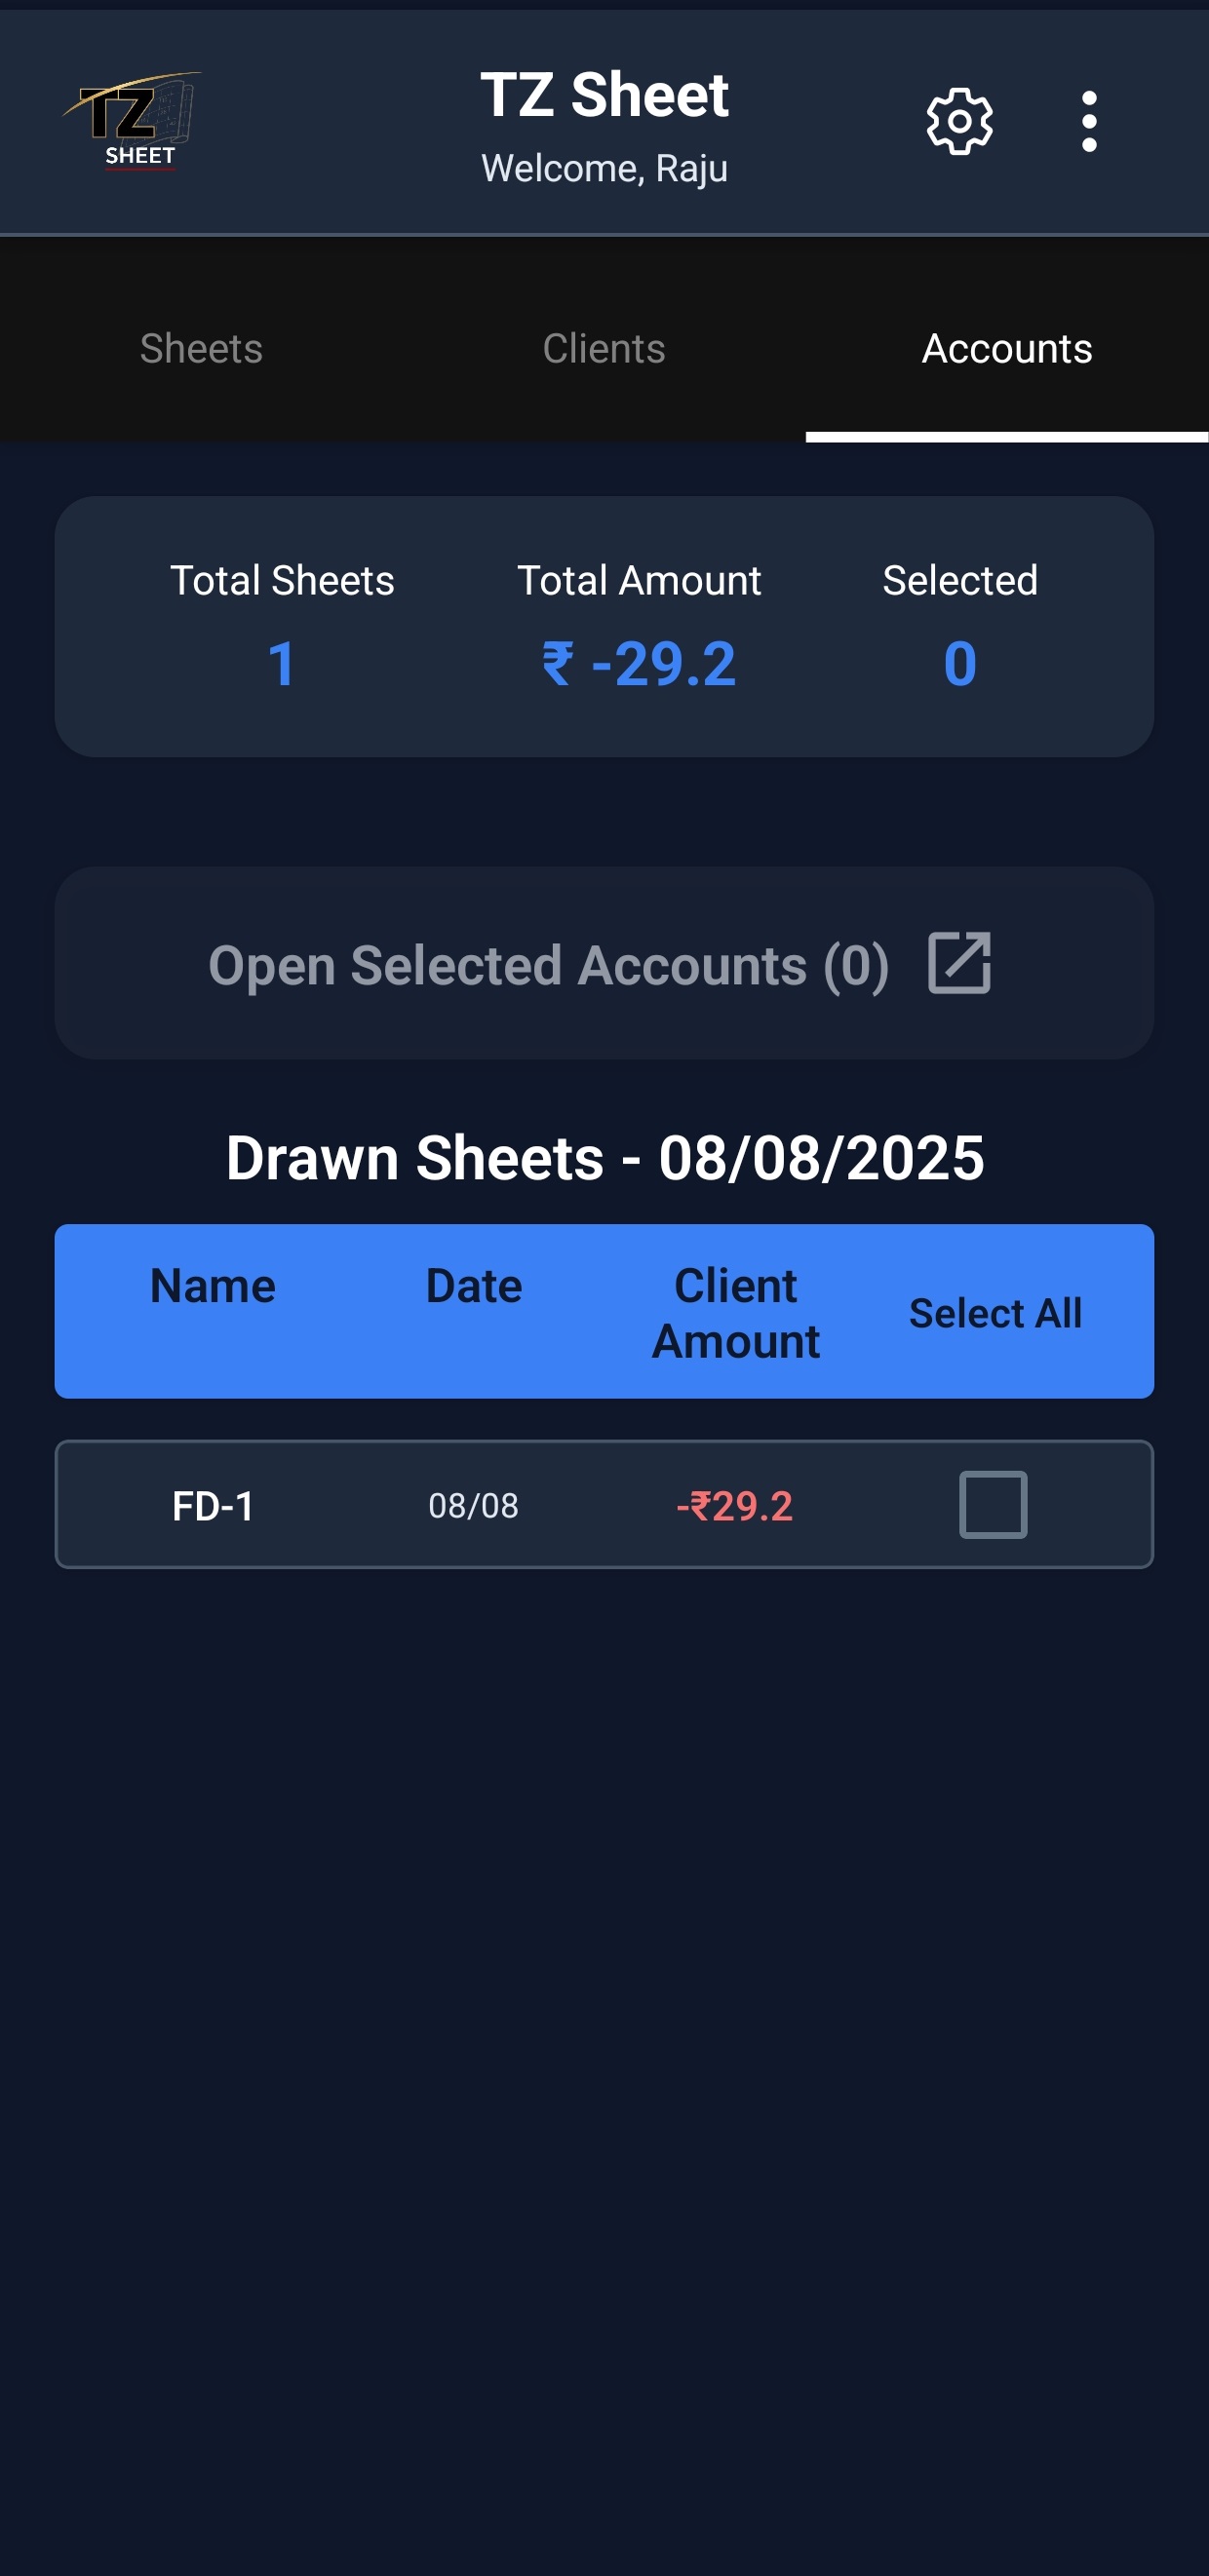 TZ
SHEET
TZ Sheet
Welcome, Raju
Sheets Clients Accounts
Total Sheets Total Amount Selected
1 ₹ -29.2 0
Open Selected Accounts (0)
Drawn Sheets - 08/08/2025
Name Date Client Amount Select All
FD-1 08/08 -₹29.2